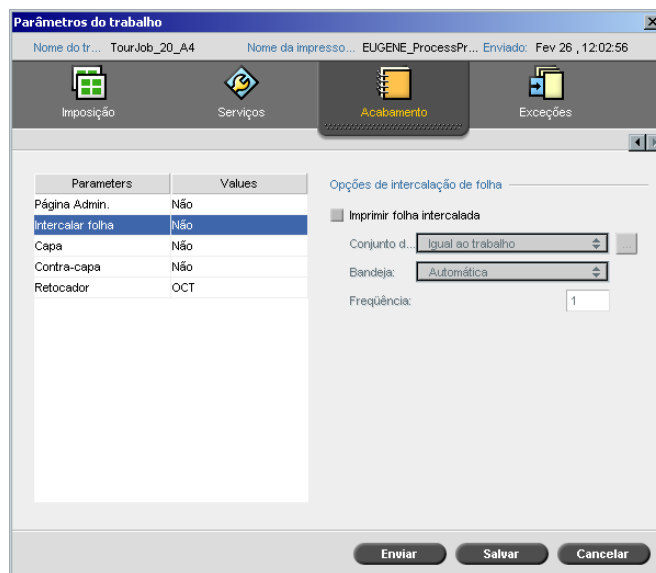 Parâmetros do trabalho
Nome do tr... TourJob_20_A4 Nome da impresso... EUGENE_ProcessPr... Enviado: Fev 26 , 12:02:56
Imposição Serviços Acabamento Exceções
Parameters Values
Página Admin. Não
Intercalar folha Não
Capa Não
Contra-capa Não
Retocador OCT
Opções de intercalação de folha
Imprimir folha intercalada
Conjunto d... Igual ao trabalho ...
Bandeja: Automática
Freqüência: 1
Enviar Salvar Cancelar